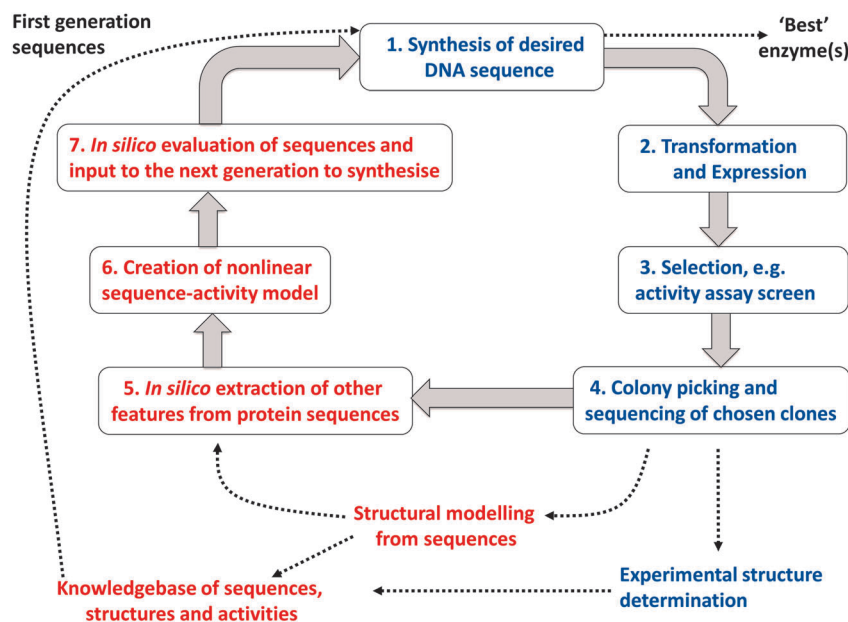 First generation
sequences
1. Synthesis of desired
DNA sequence
‘Best’
enzyme(s)
2. Transformation
and Expression
3. Selection, e.g.
activity assay screen
4. Colony picking and
sequencing of chosen clones
5. In silico extraction of other
features from protein sequences
6. Creation of nonlinear
sequence-activity model
7. In silico evaluation of sequences and
input to the next generation to synthesise
Structural modelling
from sequences
Experimental structure
determination
Knowledgebase of sequences,
structures and activities